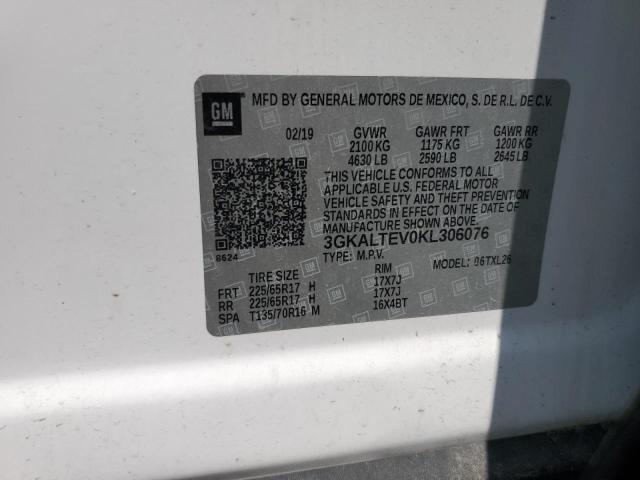 GM MFD BY GENERAL MOTORS DE MEXICO, S. DE R.L. DE C.V.
02/19 GVWR GAWR FRT GAWR RR
2100 KG 1175 KG 1200 KG
4630 LB 2590 LB 2645 LB
THIS VEHICLE CONFORMS TO ALL
APPLICABLE U.S. FEDERAL MOTOR
VEHICLE SAFETY AND THEFT PREVENTION
STANDARDS IN EFFECT ON THE DATE OF
MANUFACTURE SHOWN ABOVE.
3GKALTEV0KL306076
8624 TYPE: M.P.V. MODEL: 06TXL26
TIRE SIZE RIM
FRT 225/65R17 H 17X7J
RR 225/65R17 H 17X7J
SPA T135/70R16 M 16X4BT